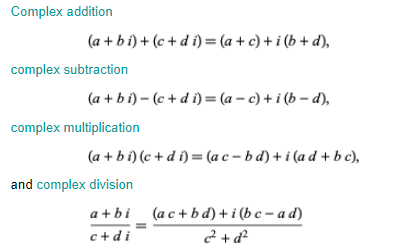 Complex addition
(a + b i) + (c + d i) = (a + c) + i (b + d),
complex subtraction
(a + b i) − (c + d i) = (a − c) + i (b − d),
complex multiplication
(a + b i) (c + d i) = (a c − b d) + i (a d + b c),
and complex division
a + b i / c + d i = (a c + b d) + i (b c − a d) / c² + d²